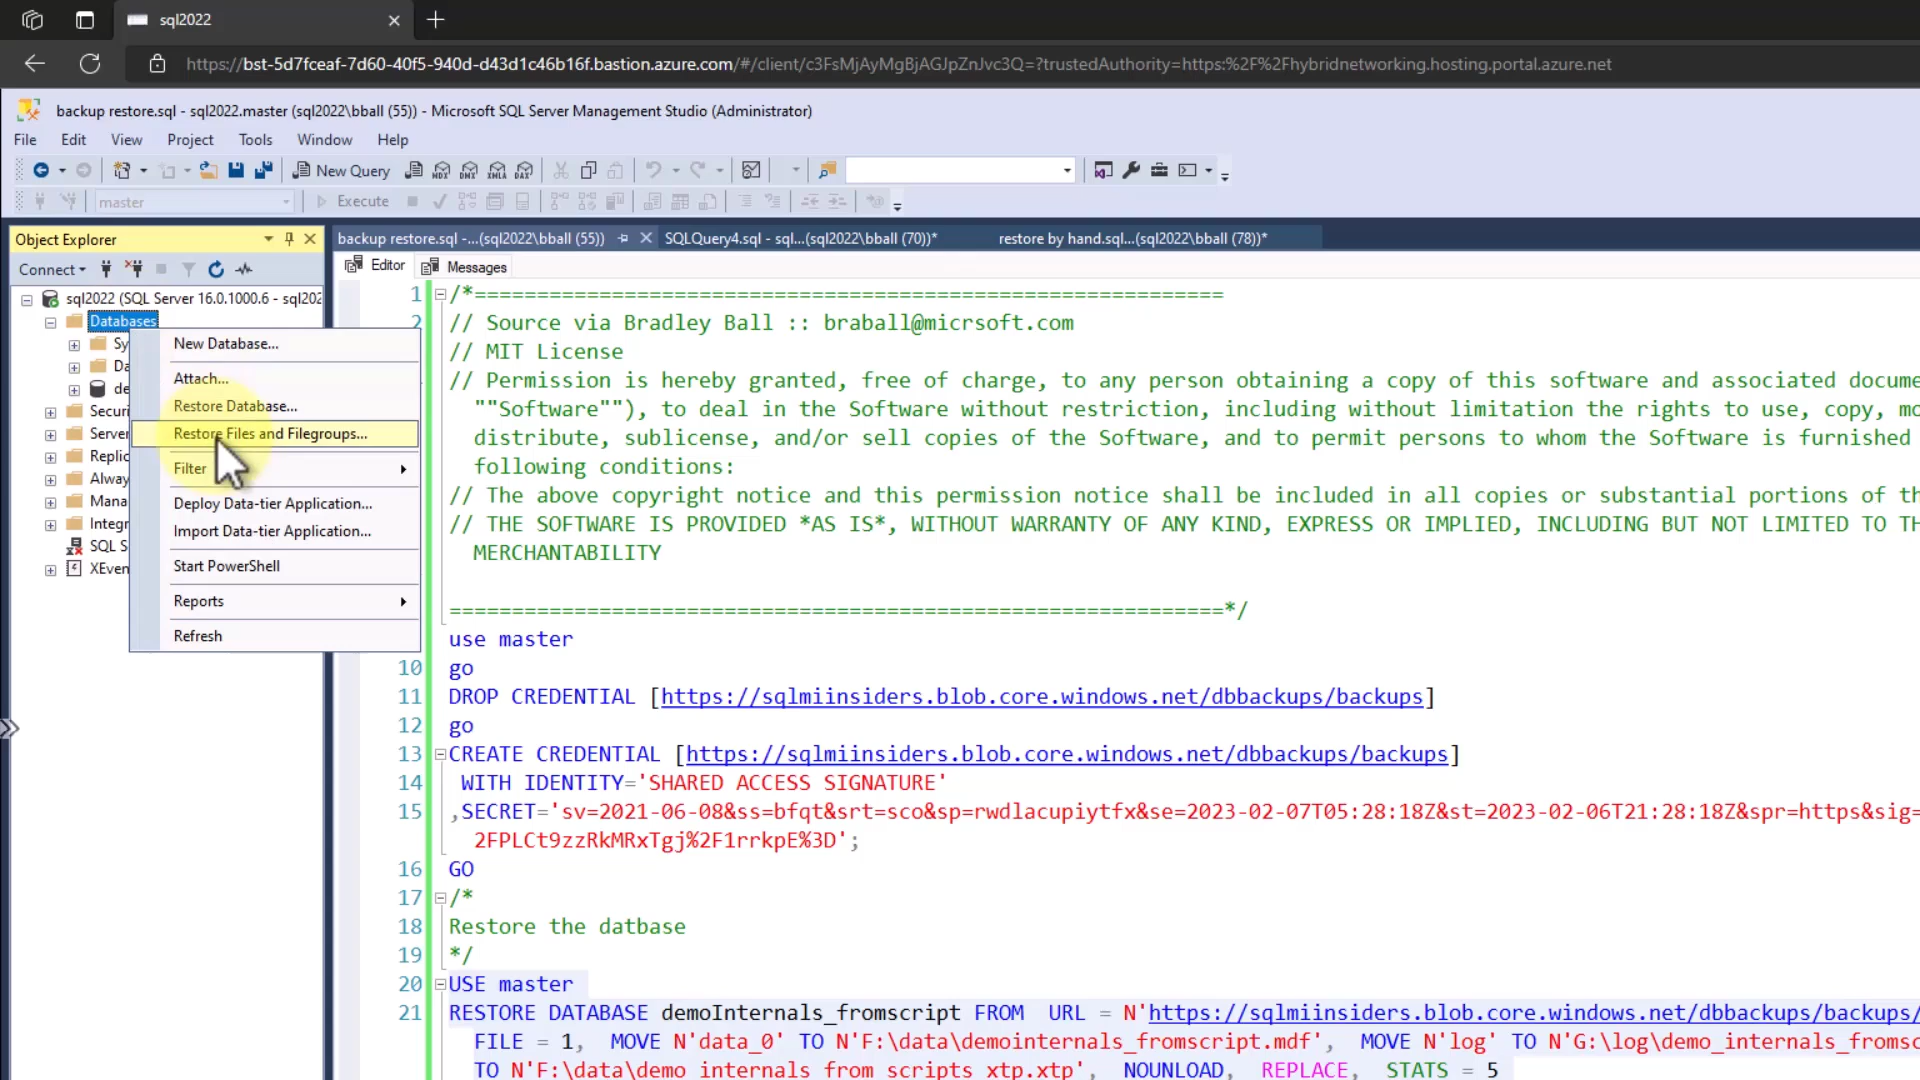 sql2022
https://bst-5d7fceaf-7d60-40f5-940d-d43d1c46b16f.bastion.azure.com/#/client/c3FsMjAyMgBjAGJpZnJvc3Q=?trustedAuthority=https:%2F%2Fhybridnetworking.hosting.portal.azure.net
backup restore.sql - sql2022.master (sql2022\bball (55)) - Microsoft SQL Server Management Studio (Administrator)
File Edit View Project Tools Window Help
New Query MDX DMX XMLA DAX
master Execute
Object Explorer
backup restore.sql -...(sql2022\bball (55)) SQLQuery4.sql - sql...(sql2022\bball (70))* restore by hand.sql...(sql2022\bball (78))*
Connect
Editor Messages
sql2022 (SQL Server 16.0.1000.6 - sql202
Databases
Sy
Da
de
Securi
Server
Replic
Alway
Mana
Integr
SQL S
XEven
New Database...
Attach...
Restore Database...
Restore Files and Filegroups...
Filter
Deploy Data-tier Application...
Import Data-tier Application...
Start PowerShell
Reports
Refresh
1 /*============================================================
2 // Source via Bradley Ball :: braball@micrsoft.com
// MIT License
// Permission is hereby granted, free of charge, to any person obtaining a copy of this software and associated docume
""Software""), to deal in the Software without restriction, including without limitation the rights to use, copy, mo
distribute, sublicense, and/or sell copies of the Software, and to permit persons to whom the Software is furnished
following conditions:
// The above copyright notice and this permission notice shall be included in all copies or substantial portions of th
// THE SOFTWARE IS PROVIDED *AS IS*, WITHOUT WARRANTY OF ANY KIND, EXPRESS OR IMPLIED, INCLUDING BUT NOT LIMITED TO TH
MERCHANTABILITY
==============================================================*/
use master
10 go
11 DROP CREDENTIAL [https://sqlmiinsiders.blob.core.windows.net/dbbackups/backups]
12 go
13 CREATE CREDENTIAL [https://sqlmiinsiders.blob.core.windows.net/dbbackups/backups]
14 WITH IDENTITY='SHARED ACCESS SIGNATURE'
15 ,SECRET='sv=2021-06-08&ss=bfqt&srt=sco&sp=rwdlacupiytfx&se=2023-02-07T05:28:18Z&st=2023-02-06T21:28:18Z&spr=https&sig=
2FPLCt9zzRkMRxTgj%2F1rrkpE%3D';
16 GO
17 /*
18 Restore the datbase
19 */
20 USE master
21 RESTORE DATABASE demoInternals_fromscript FROM URL = N'https://sqlmiinsiders.blob.core.windows.net/dbbackups/backups/
FILE = 1, MOVE N'data_0' TO N'F:\data\demointernals_fromscript.mdf', MOVE N'log' TO N'G:\log\demo_internals_fromsc
TO N'F:\data\demo_internals_from_scripts_xtp.xtp', NOUNLOAD, REPLACE, STATS = 5